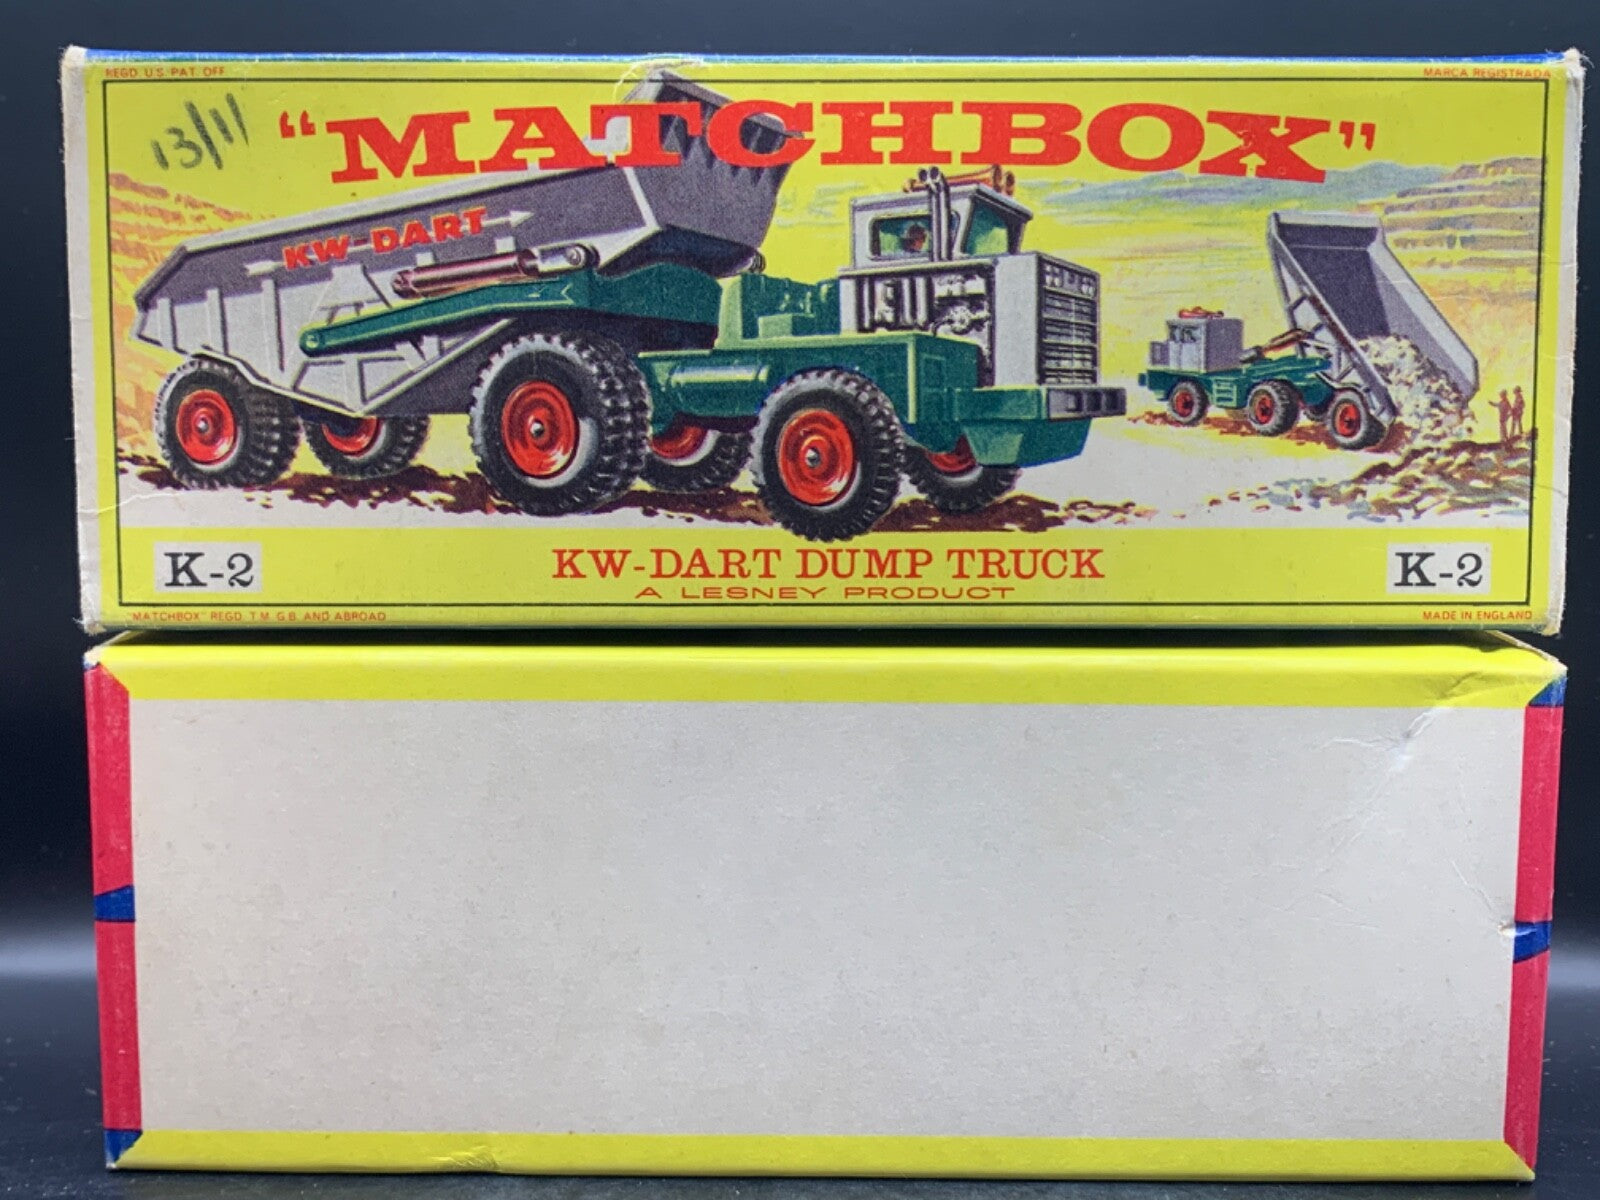 REGD. U.S. PAT. OFF
MARCA REGISTRADA
13/11
"MATCHBOX"
KW-DART
K-2
KW-DART DUMP TRUCK
K-2
A LESNEY PRODUCT
"MATCHBOX" REGD. T.M. G.B. AND ABROAD
MADE IN ENGLAND